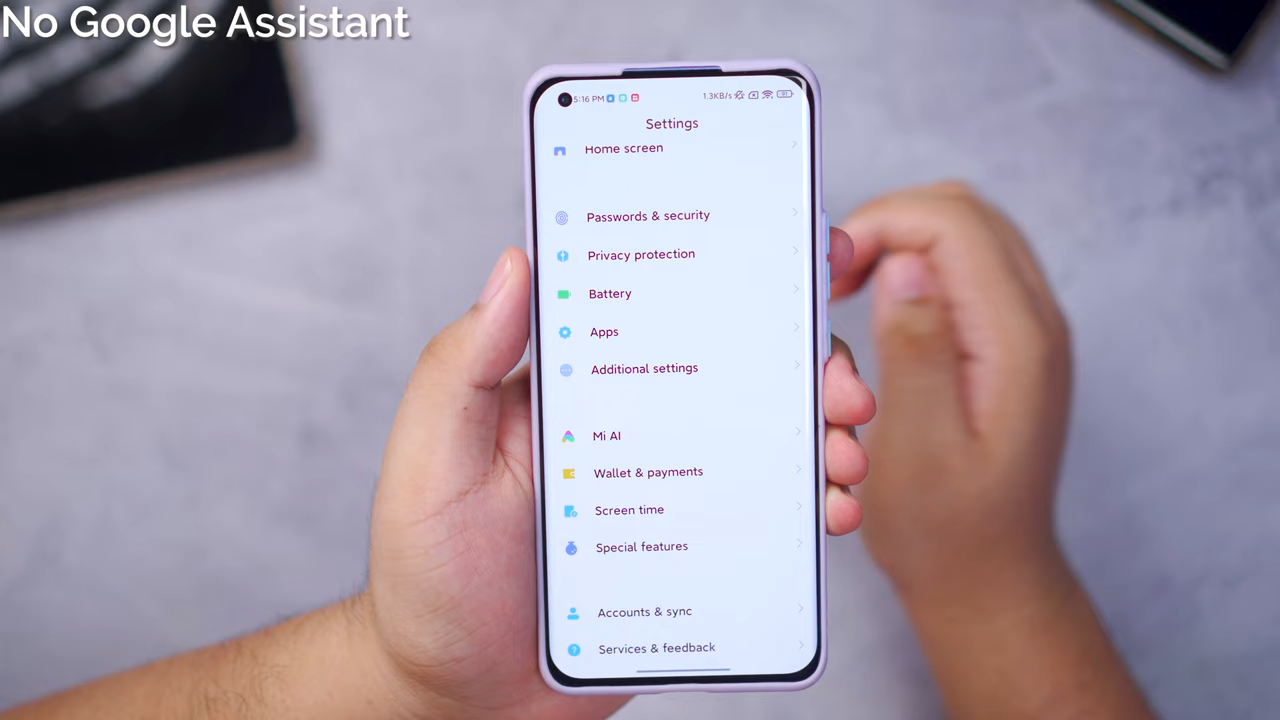 No Google Assistant
5:16 PM
1.3KB/s
Settings
Home screen
Passwords & security
Privacy protection
Battery
Apps
Additional settings
Mi AI
Wallet & payments
Screen time
Special features
Accounts & sync
Services & feedback